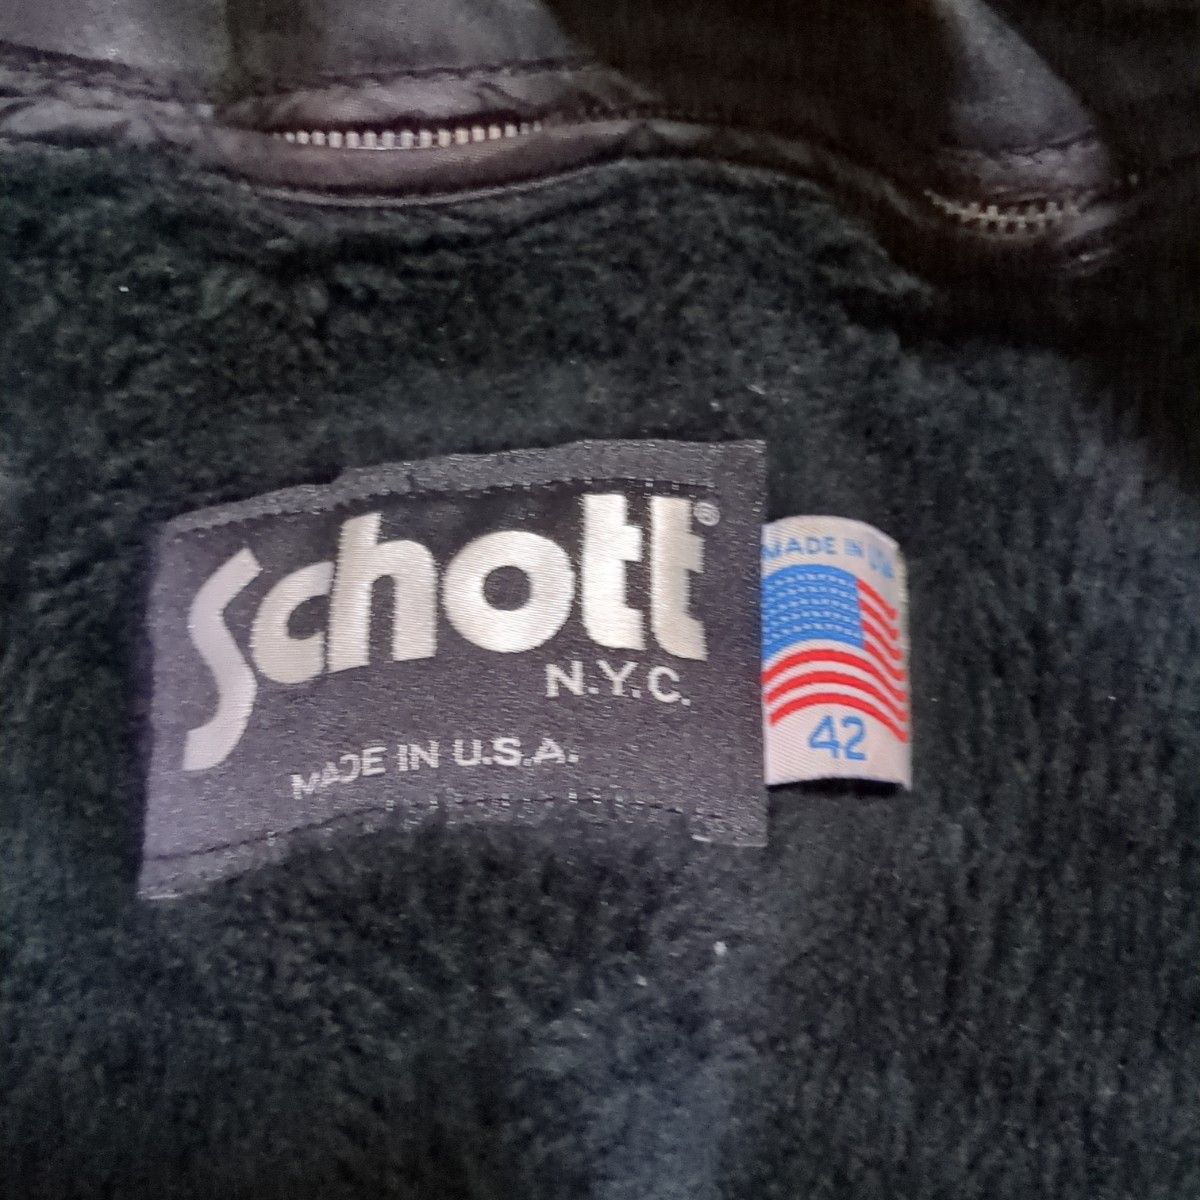 Schott®
N.Y.C.
MADE IN U.S.A.
MADE IN USA
42